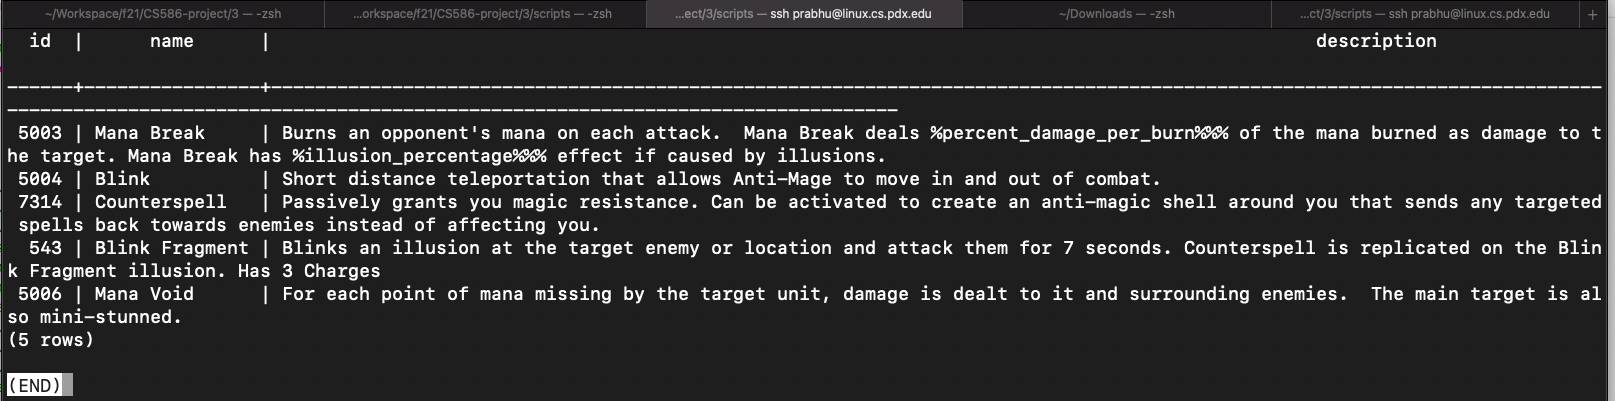 ~/Workspace/f21/CS586-project/3 — -zsh ...orkspace/f21/CS586-project/3/scripts — -zsh ...ect/3/scripts — ssh prabhu@linux.cs.pdx.edu ~/Downloads — -zsh ...ct/3/scripts — ssh prabhu@linux.cs.pdx.edu +
id | name | description
------+----------------+-------------------------------------------------------------------------------------------------------------------------
---------------------------------------------------------------------------------
5003 | Mana Break | Burns an opponent's mana on each attack.  Mana Break deals %percent_damage_per_burn%%% of the mana burned as damage to t
he target. Mana Break has %illusion_percentage%%% effect if caused by illusions.
5004 | Blink | Short distance teleportation that allows Anti-Mage to move in and out of combat.
7314 | Counterspell | Passively grants you magic resistance. Can be activated to create an anti-magic shell around you that sends any targeted
spells back towards enemies instead of affecting you.
543 | Blink Fragment | Blinks an illusion at the target enemy or location and attack them for 7 seconds. Counterspell is replicated on the Blin
k Fragment illusion. Has 3 Charges
5006 | Mana Void | For each point of mana missing by the target unit, damage is dealt to it and surrounding enemies.  The main target is al
so mini-stunned.
(5 rows)
(END)